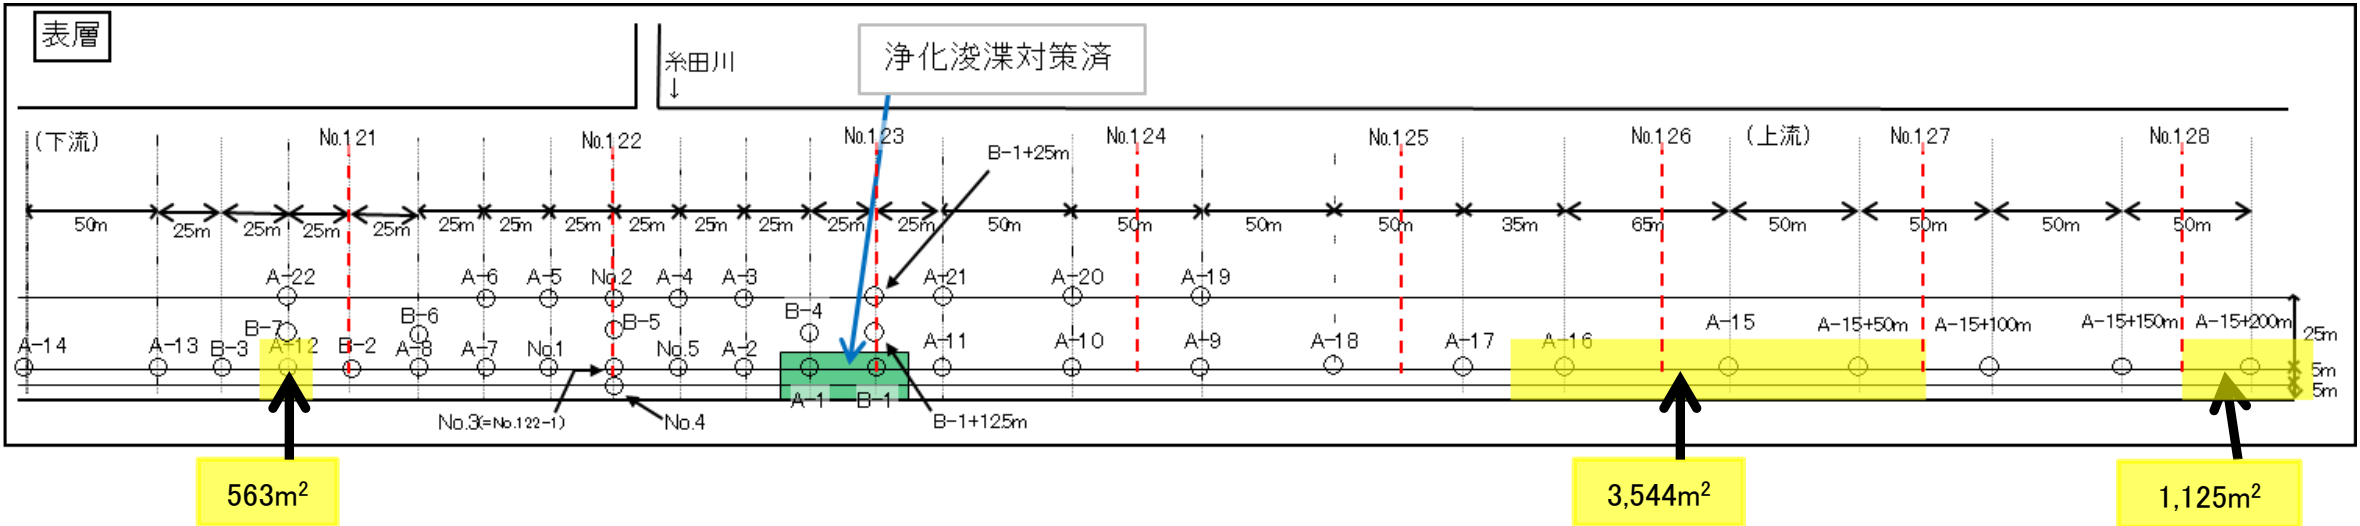 表層
浄化浚渫対策済
糸田川
↓
(下流)
No.121
No.122
No.123
No.124
No.125
No.126
(上流)
No.127
No.128
B-1+25m
50m
25m
25m
25m
25m
25m
25m
25m
25m
25m
25m
25m
25m
50m
50m
50m
50m
35m
65m
50m
50m
50m
50m
A-22
A-6
A-5
No.2
A-4
A-3
A-21
A-20
A-19
B-7
B-6
B-5
B-4
A-14
A-13
B-3
A-12
B-2
A-8
A-7
No.1
No.5
A-2
A-11
A-10
A-9
A-18
A-17
A-16
A-15
A-15+50m
A-15+100m
A-15+150m
A-15+200m
25m
5m
5m
A-1
B-1
No.3(=No.122-1)
No.4
B-1+12.5m
563m²
3,544m²
1,125m²